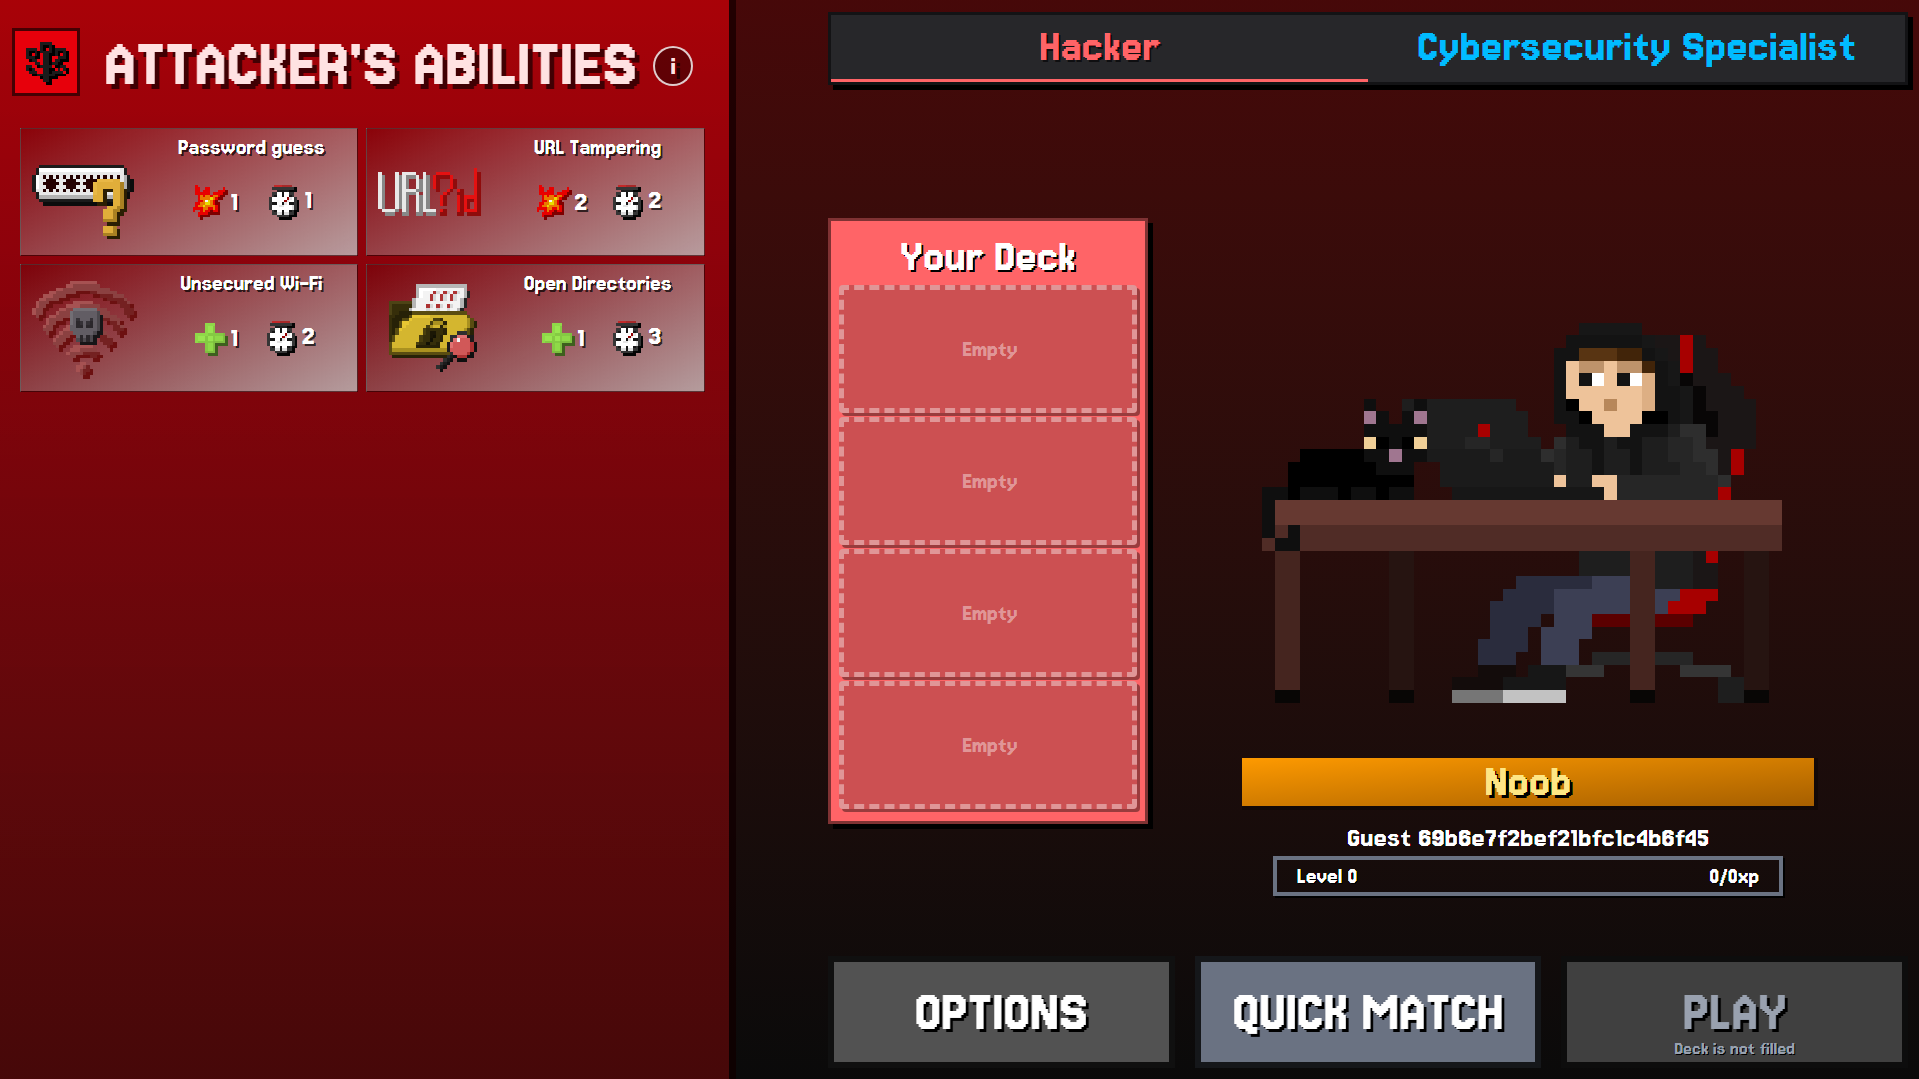 ATTACKER'S ABILITIES
i
Password guess
1
1
URL Tampering
URL?id
2
2
Unsecured Wi-Fi
1
2
Open Directories
1
3
Hacker
Cybersecurity Specialist
Your Deck
Empty
Empty
Empty
Empty
Noob
Guest 69b6e7f2bef21bfc1c4b6f45
Level 0
0/0xp
OPTIONS
QUICK MATCH
PLAY
Deck is not filled